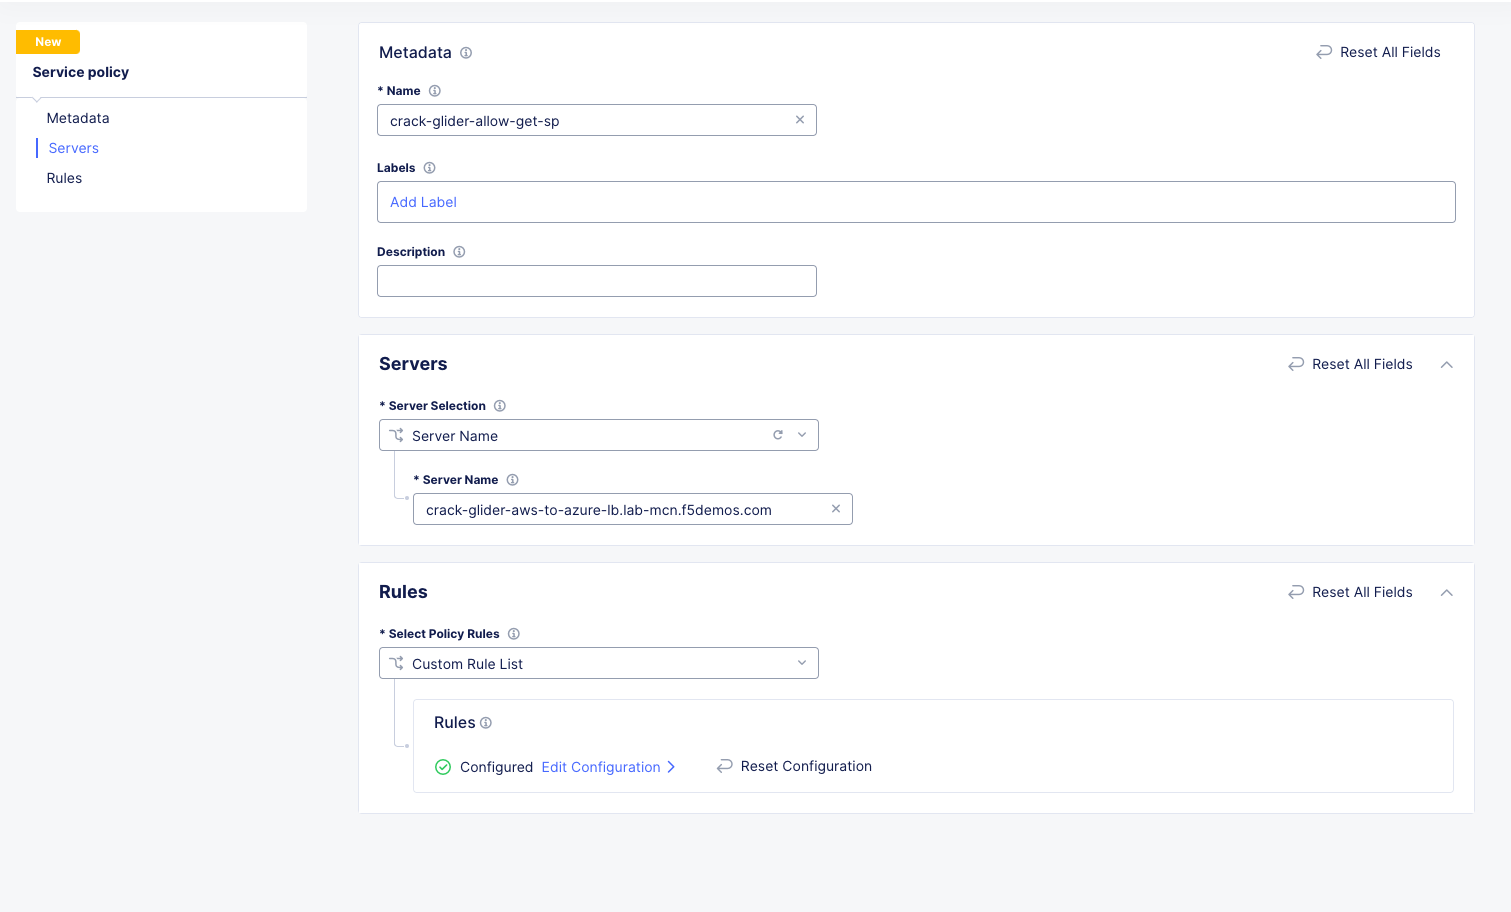 New
Service policy
Metadata
Servers
Rules
Metadata
Reset All Fields
* Name
crack-glider-allow-get-sp
Labels
Add Label
Description
Servers
Reset All Fields
* Server Selection
Server Name
* Server Name
crack-glider-aws-to-azure-lb.lab-mcn.f5demos.com
Rules
Reset All Fields
* Select Policy Rules
Custom Rule List
Rules
Configured Edit Configuration Reset Configuration